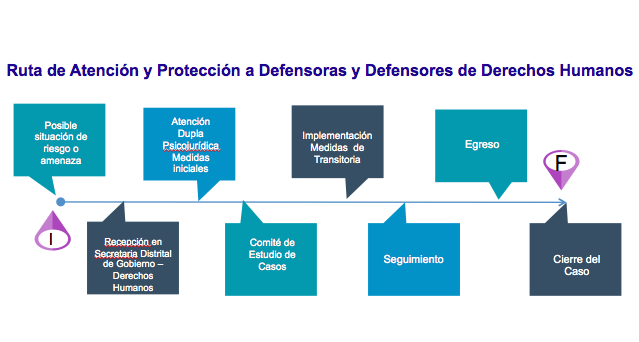 Ruta de Atención y Protección a Defensoras y Defensores de Derechos Humanos
Posible
situación de
riesgo o
amenaza
Recepción en
Secretaria Distrital
de Gobierno –
Derechos
Humanos
Atención
Dupla
Psicojurídica
Medidas
iniciales
Comité de
Estudio de
Casos
Implementación
Medidas de
Transitoria
Seguimiento
Egreso
Cierre del
Caso
I
F